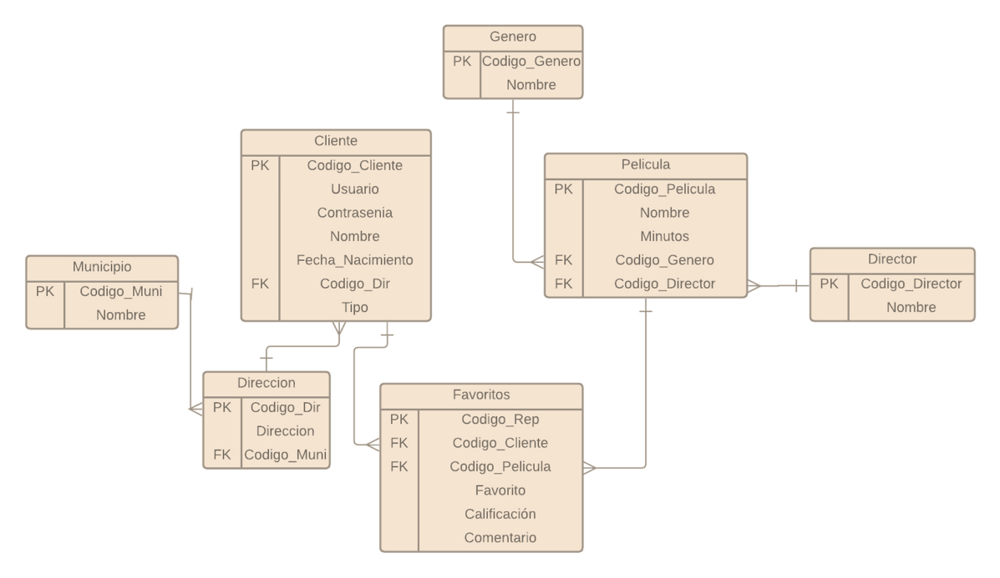 Genero
PK Codigo_Genero
Nombre
Cliente
PK Codigo_Cliente
Usuario
Contrasenia
Nombre
Fecha_Nacimiento
FK Codigo_Dir
Tipo
Pelicula
PK Codigo_Pelicula
Nombre
Minutos
FK Codigo_Genero
FK Codigo_Director
Municipio
PK Codigo_Muni
Nombre
Director
PK Codigo_Director
Nombre
Direccion
PK Codigo_Dir
Direccion
FK Codigo_Muni
Favoritos
PK Codigo_Rep
FK Codigo_Cliente
FK Codigo_Pelicula
Favorito
Calificación
Comentario